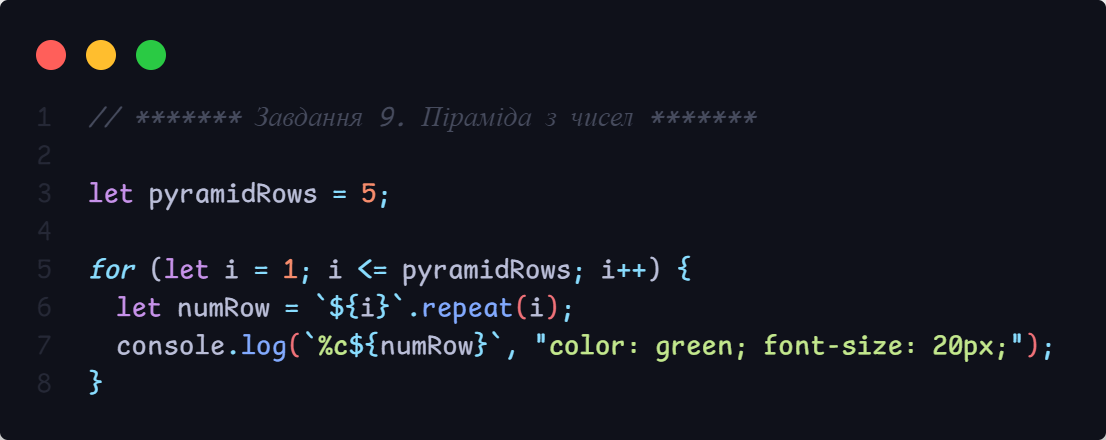 1 // ******* Завдання 9. Піраміда з чисел *******
2
3 let pyramidRows = 5;
4
5 for (let i = 1; i <= pyramidRows; i++) {
6   let numRow = `${i}`.repeat(i);
7   console.log(`%c${numRow}`, "color: green; font-size: 20px;");
8 }